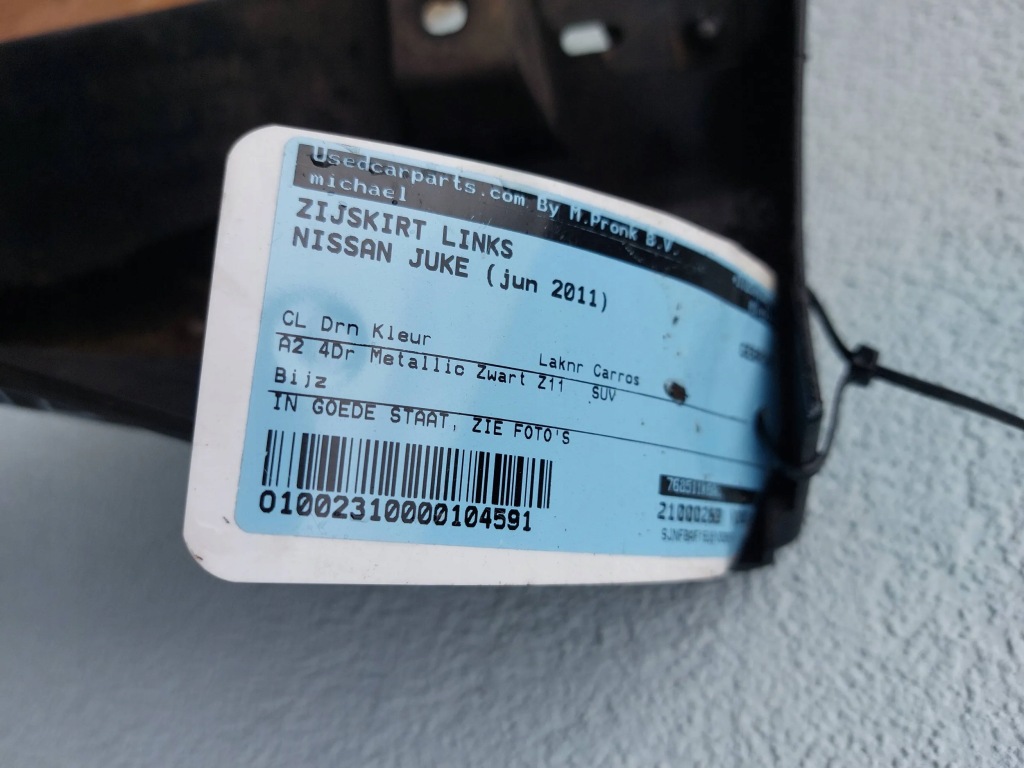 Usedcarparts.com By M.Pronk B.V.
michael
ZIJSKIRT LINKS
NISSAN JUKE (jun 2011)
CL Drn Kleur Laknr Carros
A2 4Dr Metallic Zwart Z11 SUV
Bijz
IN GOEDE STAAT, ZIE FOTO'S
01002310000104591